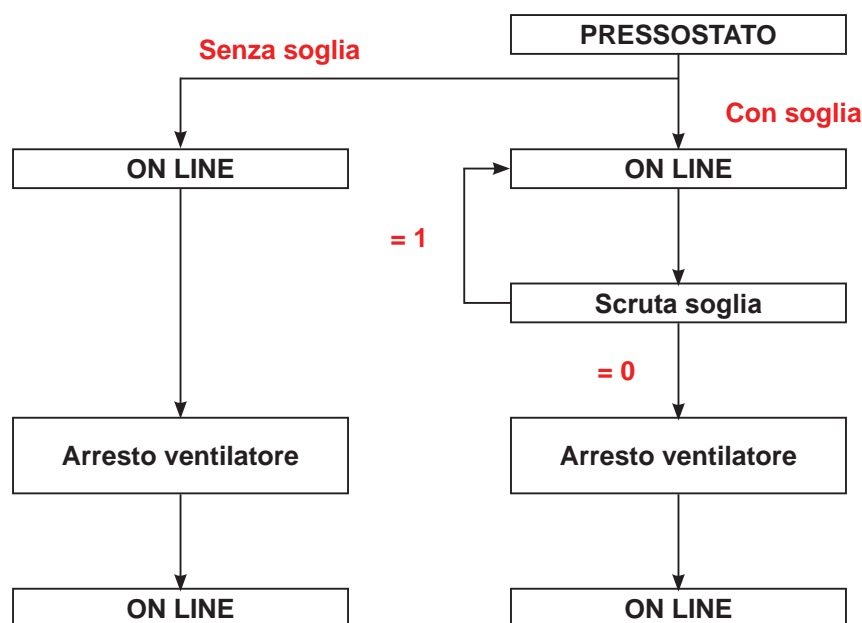 PRESSOSTATO
Senza soglia
Con soglia
ON LINE
ON LINE
= 1
Scruta soglia
= 0
Arresto ventilatore
Arresto ventilatore
ON LINE
ON LINE